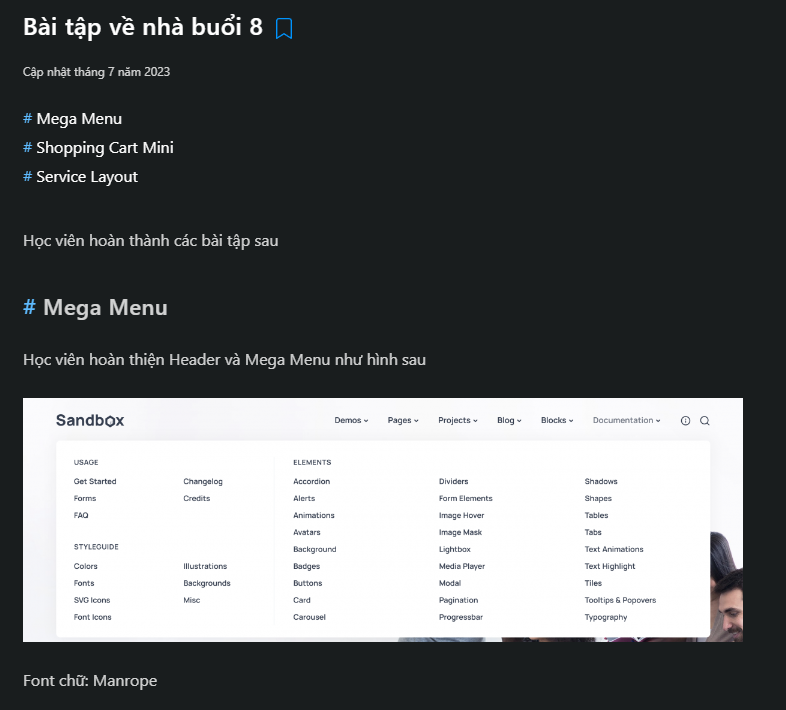 Bài tập về nhà buổi 8
Cập nhật tháng 7 năm 2023
# Mega Menu
# Shopping Cart Mini
# Service Layout
Học viên hoàn thành các bài tập sau
# Mega Menu
Học viên hoàn thiện Header và Mega Menu như hình sau
Sandbox Demos Pages Projects Blog Blocks Documentation
USAGE ELEMENTS
Get Started Changelog Accordion Dividers Shadows
Forms Credits Alerts Form Elements Shapes
FAQ Animations Image Hover Tables
Avatars Image Mask Tabs
STYLEGUIDE Background Lightbox Text Animations
Colors Illustrations Badges Media Player Text Highlight
Fonts Backgrounds Buttons Modal Tiles
SVG Icons Misc Card Pagination Tooltips & Popovers
Font Icons Carousel Progressbar Typography
Font chữ: Manrope